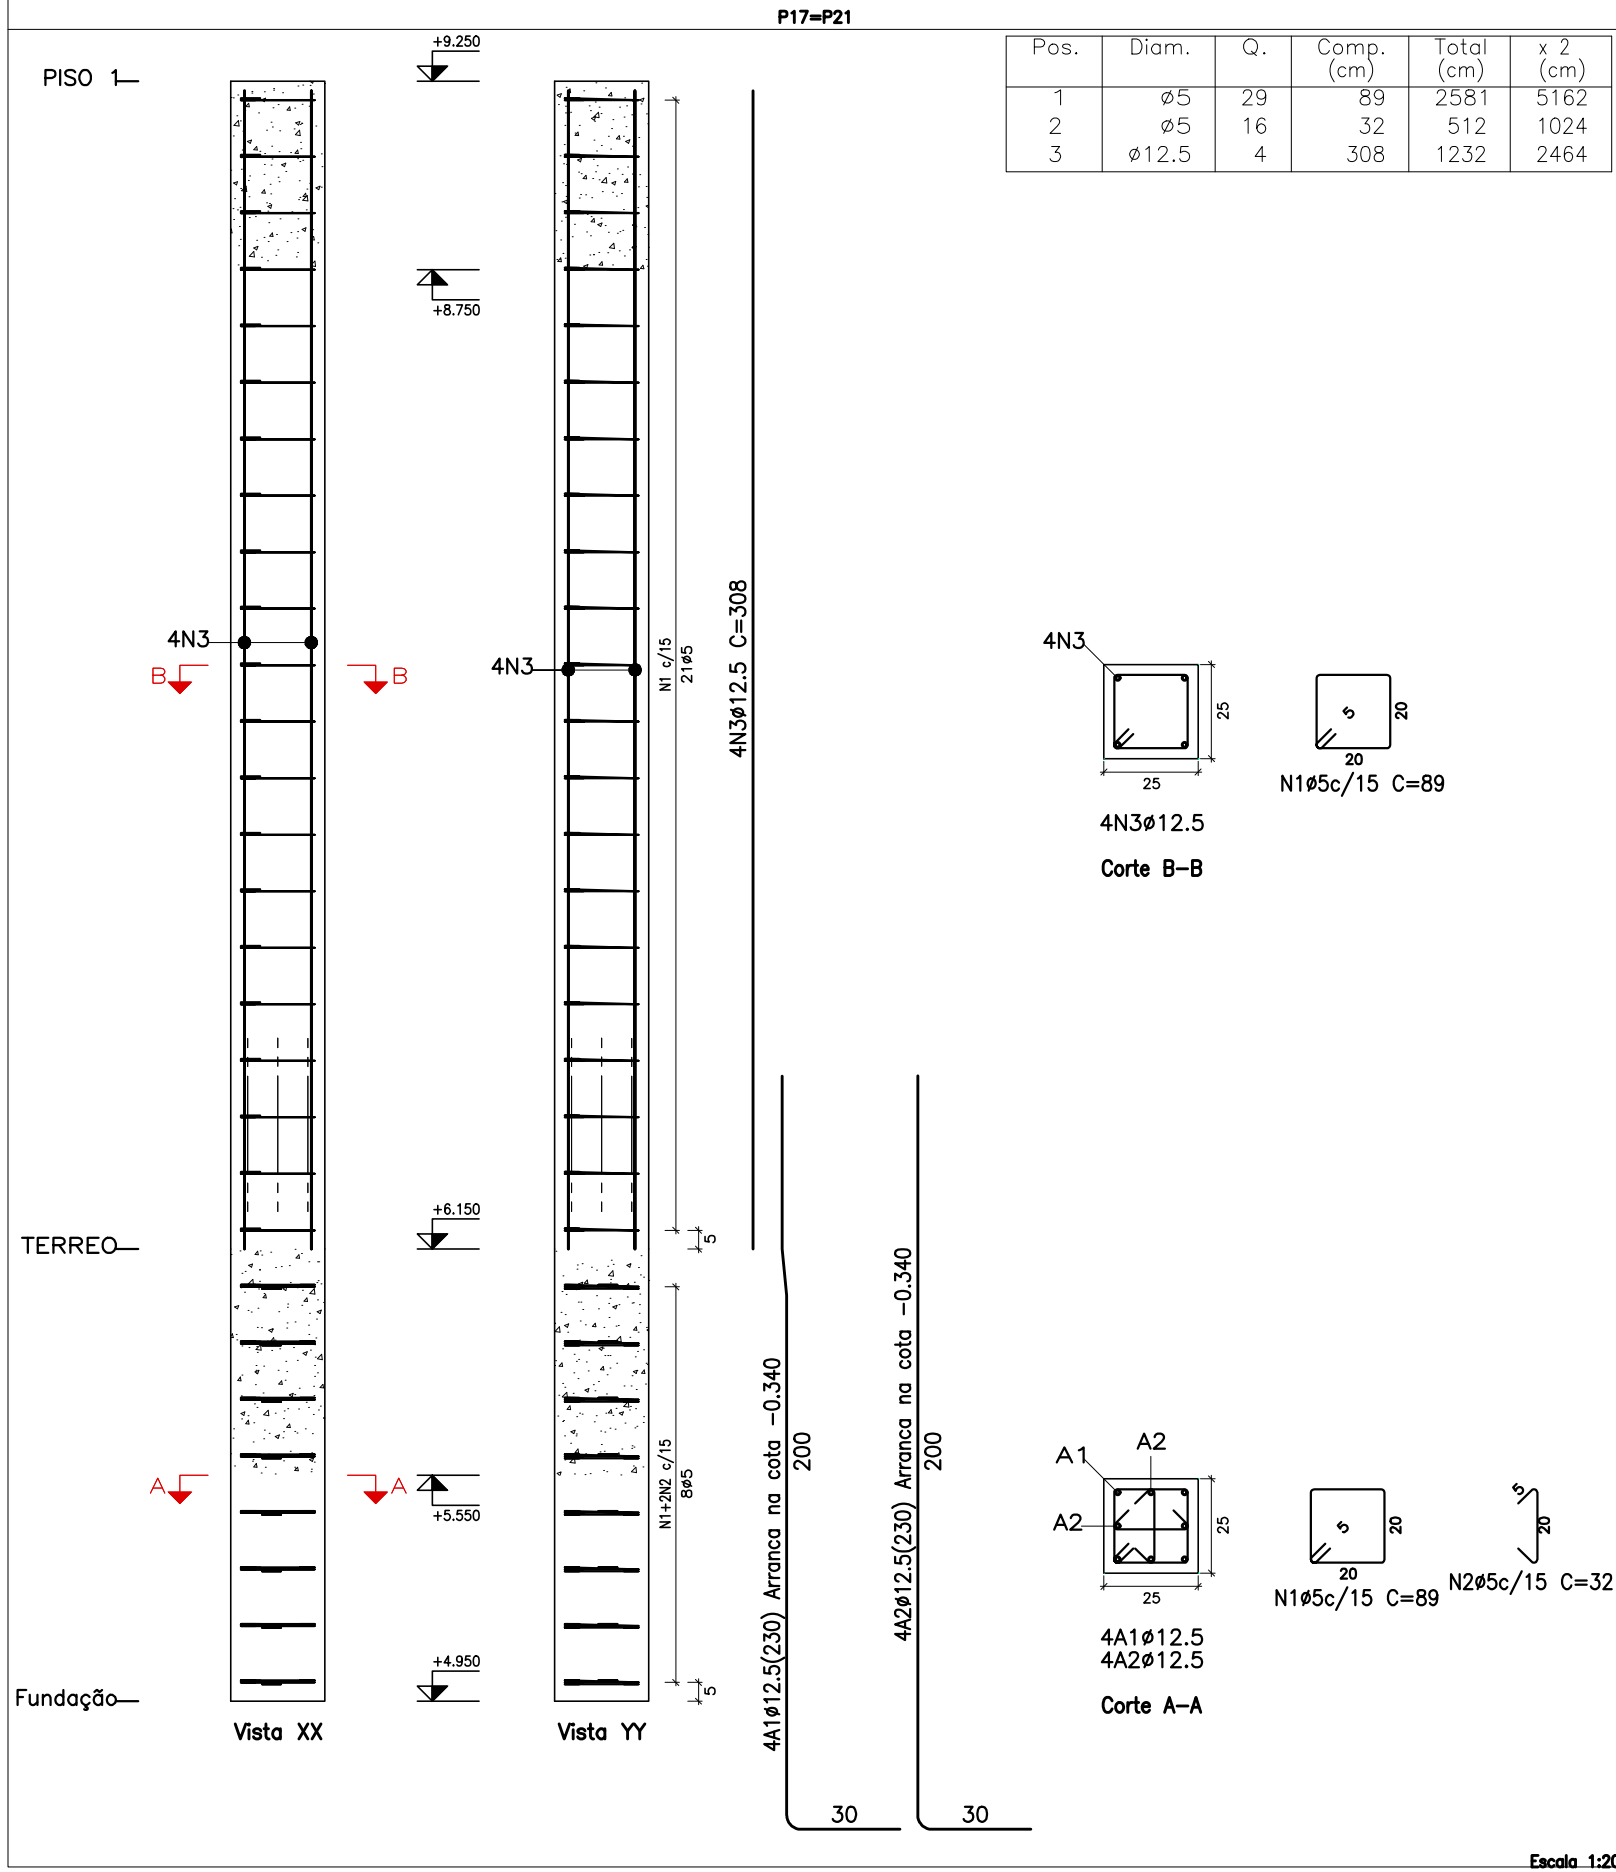 P17=P21
Pos. Diam. Q. Comp. (cm) Total (cm) x 2 (cm)
1 ø5 29 89 2581 5162
2 ø5 16 32 512 1024
3 ø12.5 4 308 1232 2464
+9.250
PISO 1
+8.750
4N3
4N3
B B
N1 c/15
21ø5
4N3ø12.5 C=308
4N3
25
25
4N3ø12.5
Corte B-B
5
20
20
N1ø5c/15 C=89
+6.150
TERREO
5
N1+2N2 c/15
8ø5
A A
+5.550
+4.950
Fundação
5
Vista XX
Vista YY
4A1ø12.5(230) Arranca na cota -0.340
200
30
4A2ø12.5(230) Arranca na cota -0.340
200
30
A1
A2
A2
25
25
4A1ø12.5
4A2ø12.5
Corte A-A
5
20
20
N1ø5c/15 C=89
5
20
N2ø5c/15 C=32
Escala 1:20